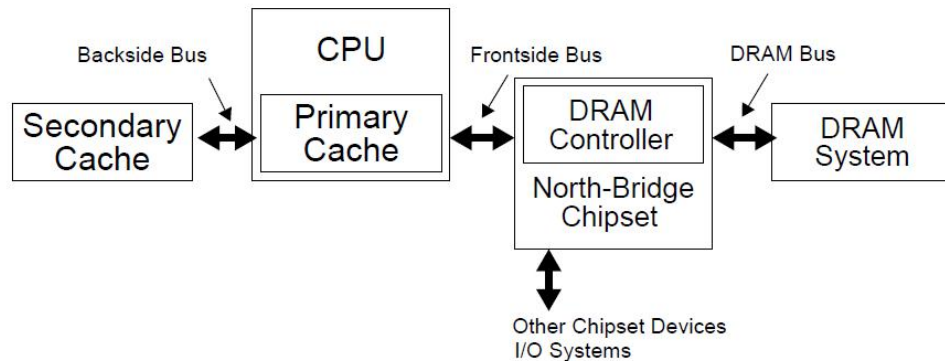 Backside Bus
CPU
Frontside Bus
DRAM Bus
Secondary
Cache
Primary
Cache
DRAM
Controller
North-Bridge
Chipset
DRAM
System
Other Chipset Devices
I/O Systems